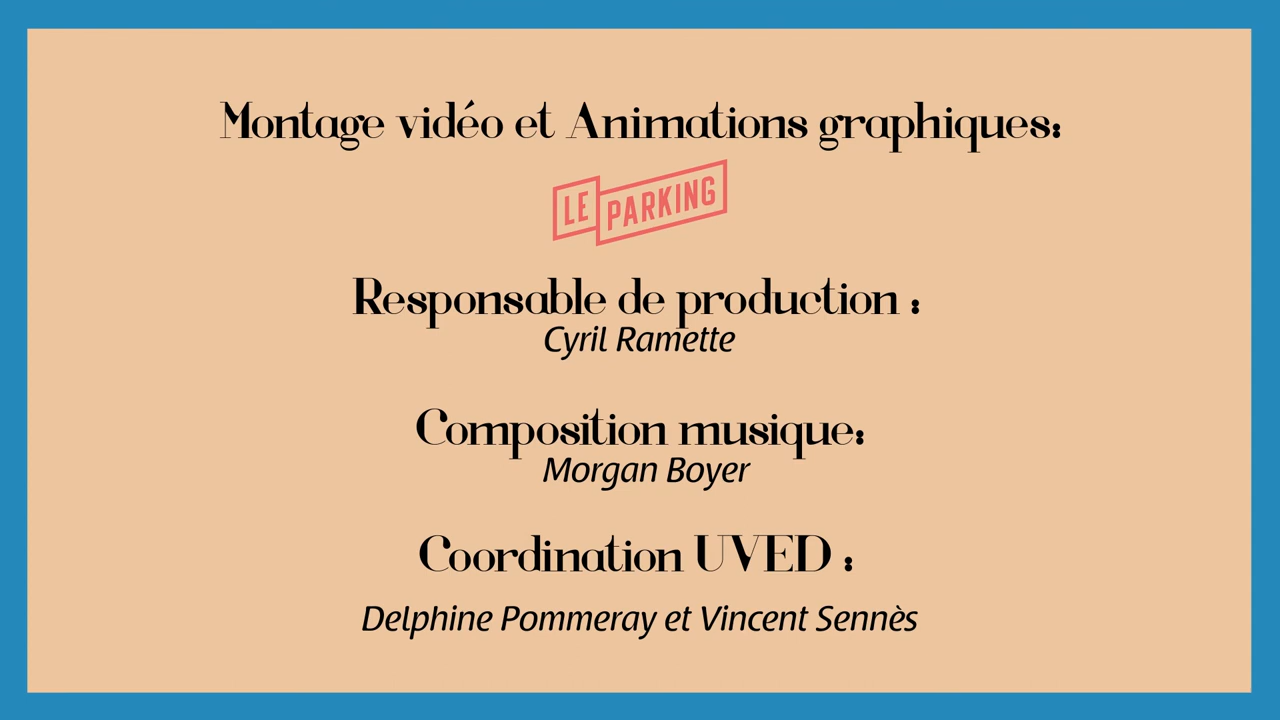 Montage vidéo et Animations graphiques:
LE PARKING
Responsable de production :
Cyril Ramette
Composition musique:
Morgan Boyer
Coordination UVED :
Delphine Pommeray et Vincent Sennès